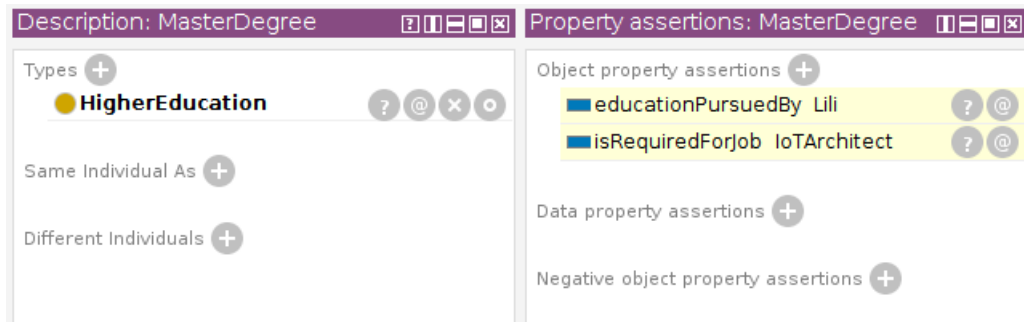 Description: MasterDegree
Types
HigherEducation
Same Individual As
Different Individuals
Property assertions: MasterDegree
Object property assertions
educationPursuedBy Lili
isRequiredForJob IoTArchitect
Data property assertions
Negative object property assertions